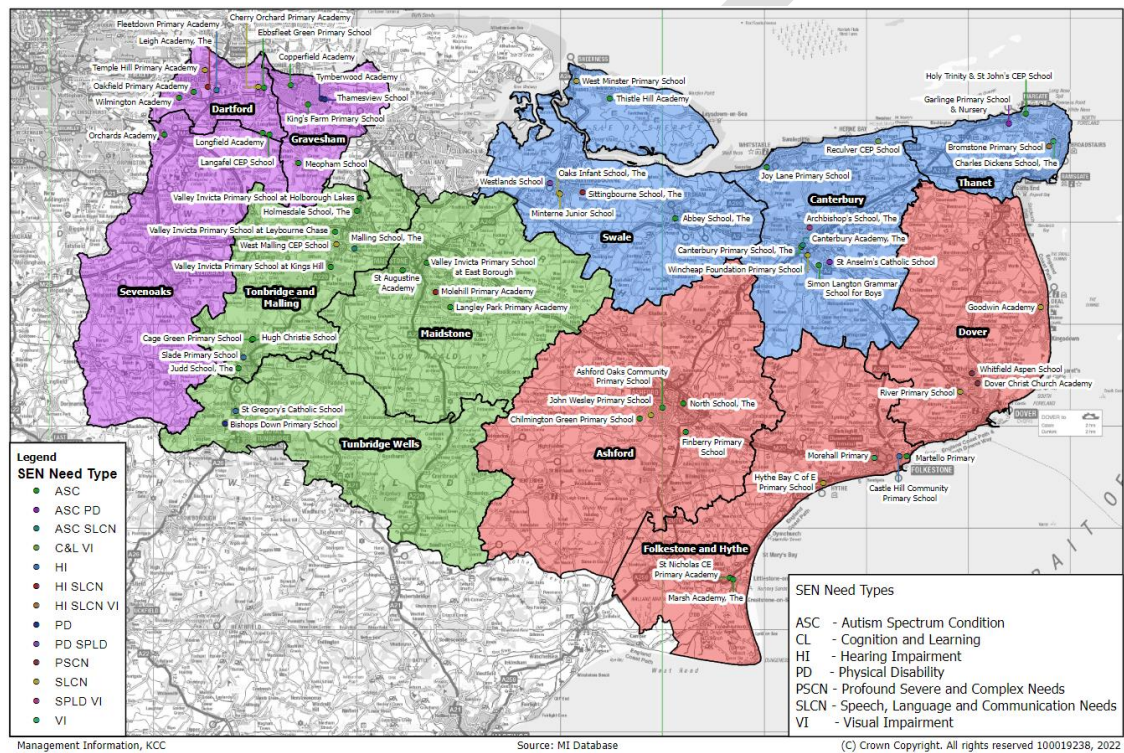 Fleetdown Primary Academy
Cherry Orchard Primary Academy
Leigh Academy, The
Ebbsfleet Green Primary School
Temple Hill Primary Academy
Copperfield Academy
Oakfield Primary Academy
Tymberwood Academy
Wilmington Academy
Dartford
Thamesview School
King's Farm Primary School
Orchards Academy
Gravesham
Longfield Academy
Langafel CEP School
Meopham School
SHEERNESS
West Minster Primary School
Thistle Hill Academy
Holy Trinity & St John's CEP School
Garlinge Primary School
& Nursery
MARGATE
HERNE BAY
WHITSTABLE
Reculver CEP School
Bromstone Primary School
BROADSTAIRS
Charles Dickens School, The
RAMSGATE
Thanet
Oaks Infant School, The
Joy Lane Primary School
Westlands School
Sittingbourne School, The
Minterne Junior School
Abbey School, The
Swale
Canterbury
Archbishop's School, The
Canterbury Primary School, The
Canterbury Academy, The
Wincheap Foundation Primary School
St Anselm's Catholic School
Simon Langton Grammar
School for Boys
Valley Invicta Primary School at Holborough Lakes
Holmesdale School, The
Valley Invicta Primary School at Leybourne Chase
West Malling CEP School
Malling School, The
Valley Invicta Primary School at Kings Hill
Valley Invicta Primary School
at East Borough
St Augustine
Academy
Molehill Primary Academy
Langley Park Primary Academy
Sevenoaks
Tonbridge and
Malling
Maidstone
Goodwin Academy
DEAL
Dover
Cage Green Primary School
Hugh Christie School
Slade Primary School
Judd School, The
Whitfield Aspen School
Dover Christ Church Academy
River Primary School
DOVER
St Gregory's Catholic School
Bishops Down Primary School
Tunbridge Wells
Ashford Oaks Community
Primary School
John Wesley Primary School
North School, The
Chilmington Green Primary School
Finberry Primary
School
Ashford
Morehall Primary
Martello Primary
FOLKESTONE
Castle Hill Community
Primary School
Hythe Bay C of E
Primary School
HYTHE
Folkestone and Hythe
St Nicholas CE
Primary Academy
Marsh Academy, The
Legend
SEN Need Type
ASC
ASC PD
ASC SLCN
C&L VI
HI
HI SLCN
HI SLCN VI
PD
PD SPLD
PSCN
SLCN
SPLD VI
VI
SEN Need Types
ASC - Autism Spectrum Condition
CL - Cognition and Learning
HI - Hearing Impairment
PD - Physical Disability
PSCN - Profound Severe and Complex Needs
SLCN - Speech, Language and Communication Needs
VI - Visual Impairment
Management Information, KCC
Source: MI Database
(C) Crown Copyright. All rights reserved 100019238, 2022